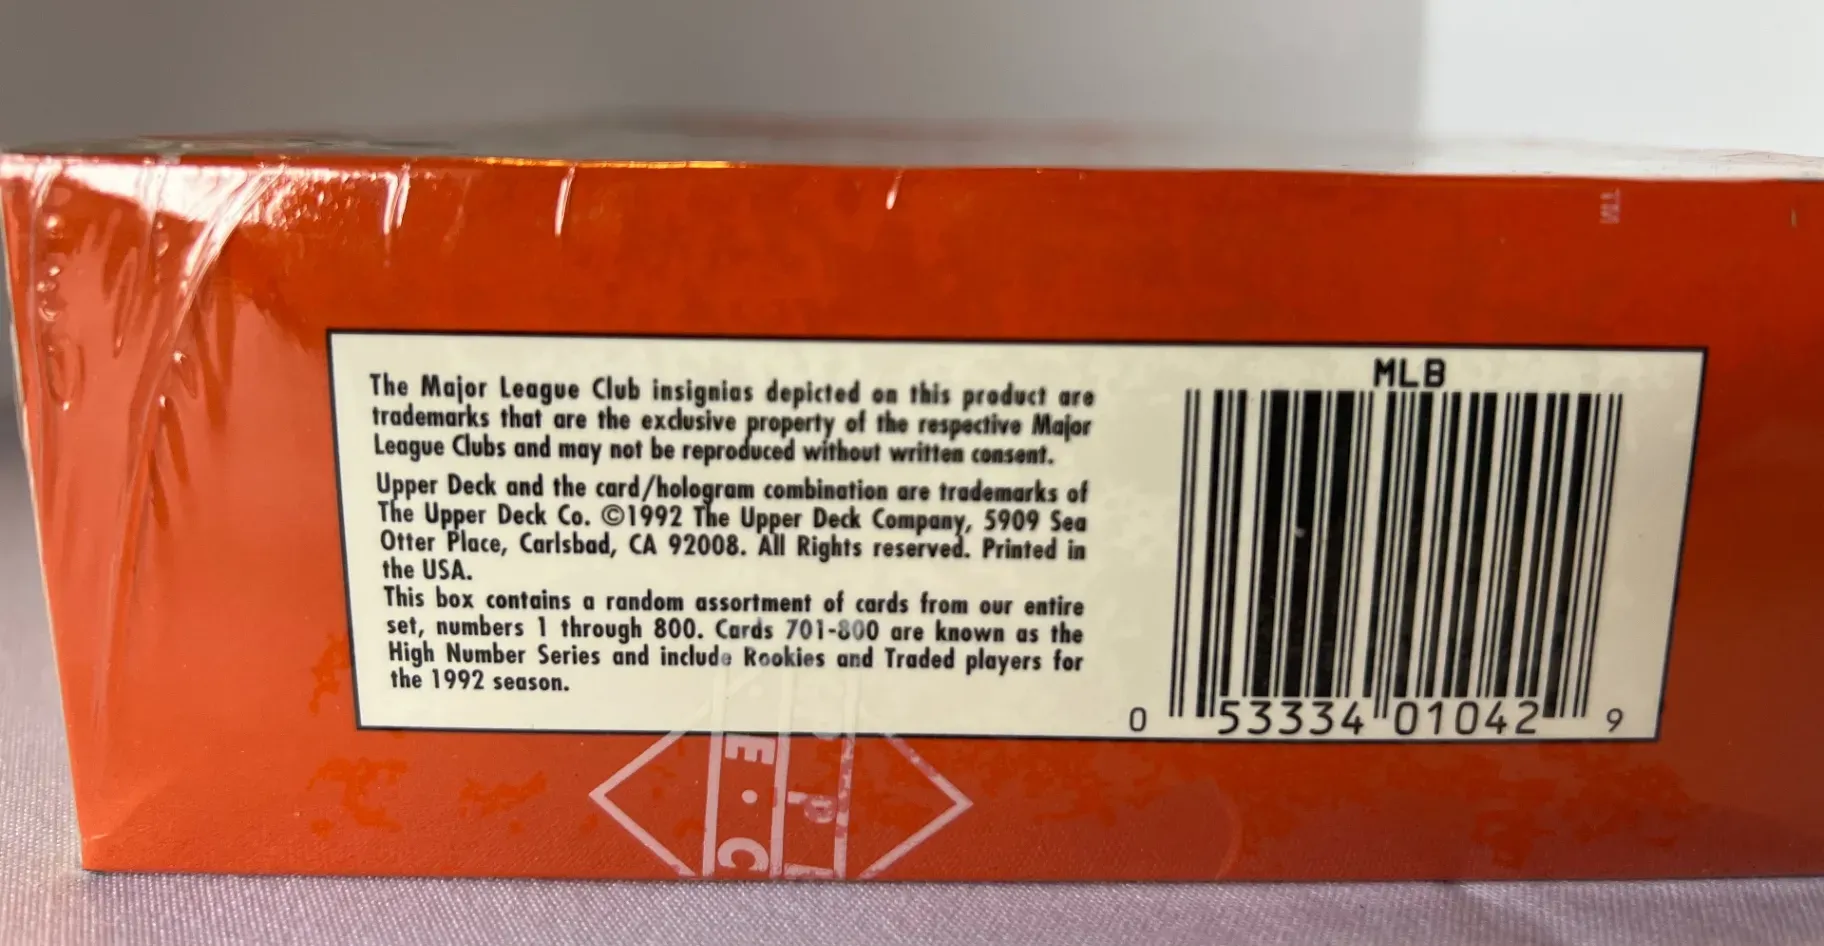 The Major League Club insignias depicted on this product are
trademarks that are the exclusive property of the respective Major
League Clubs and may not be reproduced without written consent.
Upper Deck and the card/hologram combination are trademarks of
The Upper Deck Co. ©1992 The Upper Deck Company, 5909 Sea
Otter Place, Carlsbad, CA 92008. All Rights reserved. Printed in
the USA.
This box contains a random assortment of cards from our entire
set, numbers 1 through 800. Cards 701-800 are known as the
High Number Series and include Rookies and Traded players for
the 1992 season.
MLB
0 53334 01042 9